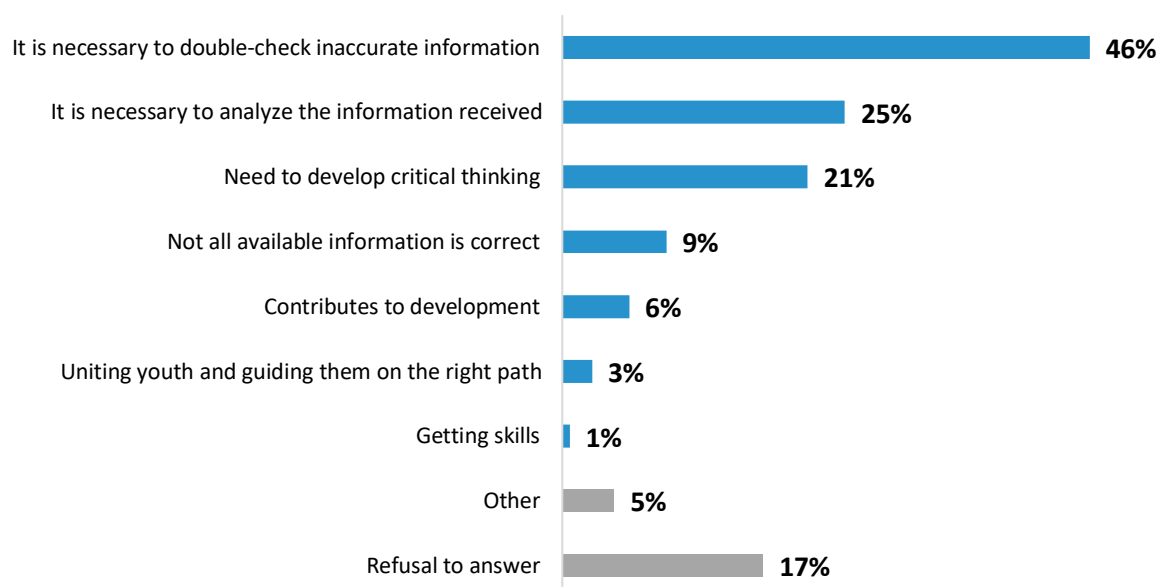 It is necessary to double-check inaccurate information 46%
It is necessary to analyze the information received 25%
Need to develop critical thinking 21%
Not all available information is correct 9%
Contributes to development 6%
Uniting youth and guiding them on the right path 3%
Getting skills 1%
Other 5%
Refusal to answer 17%